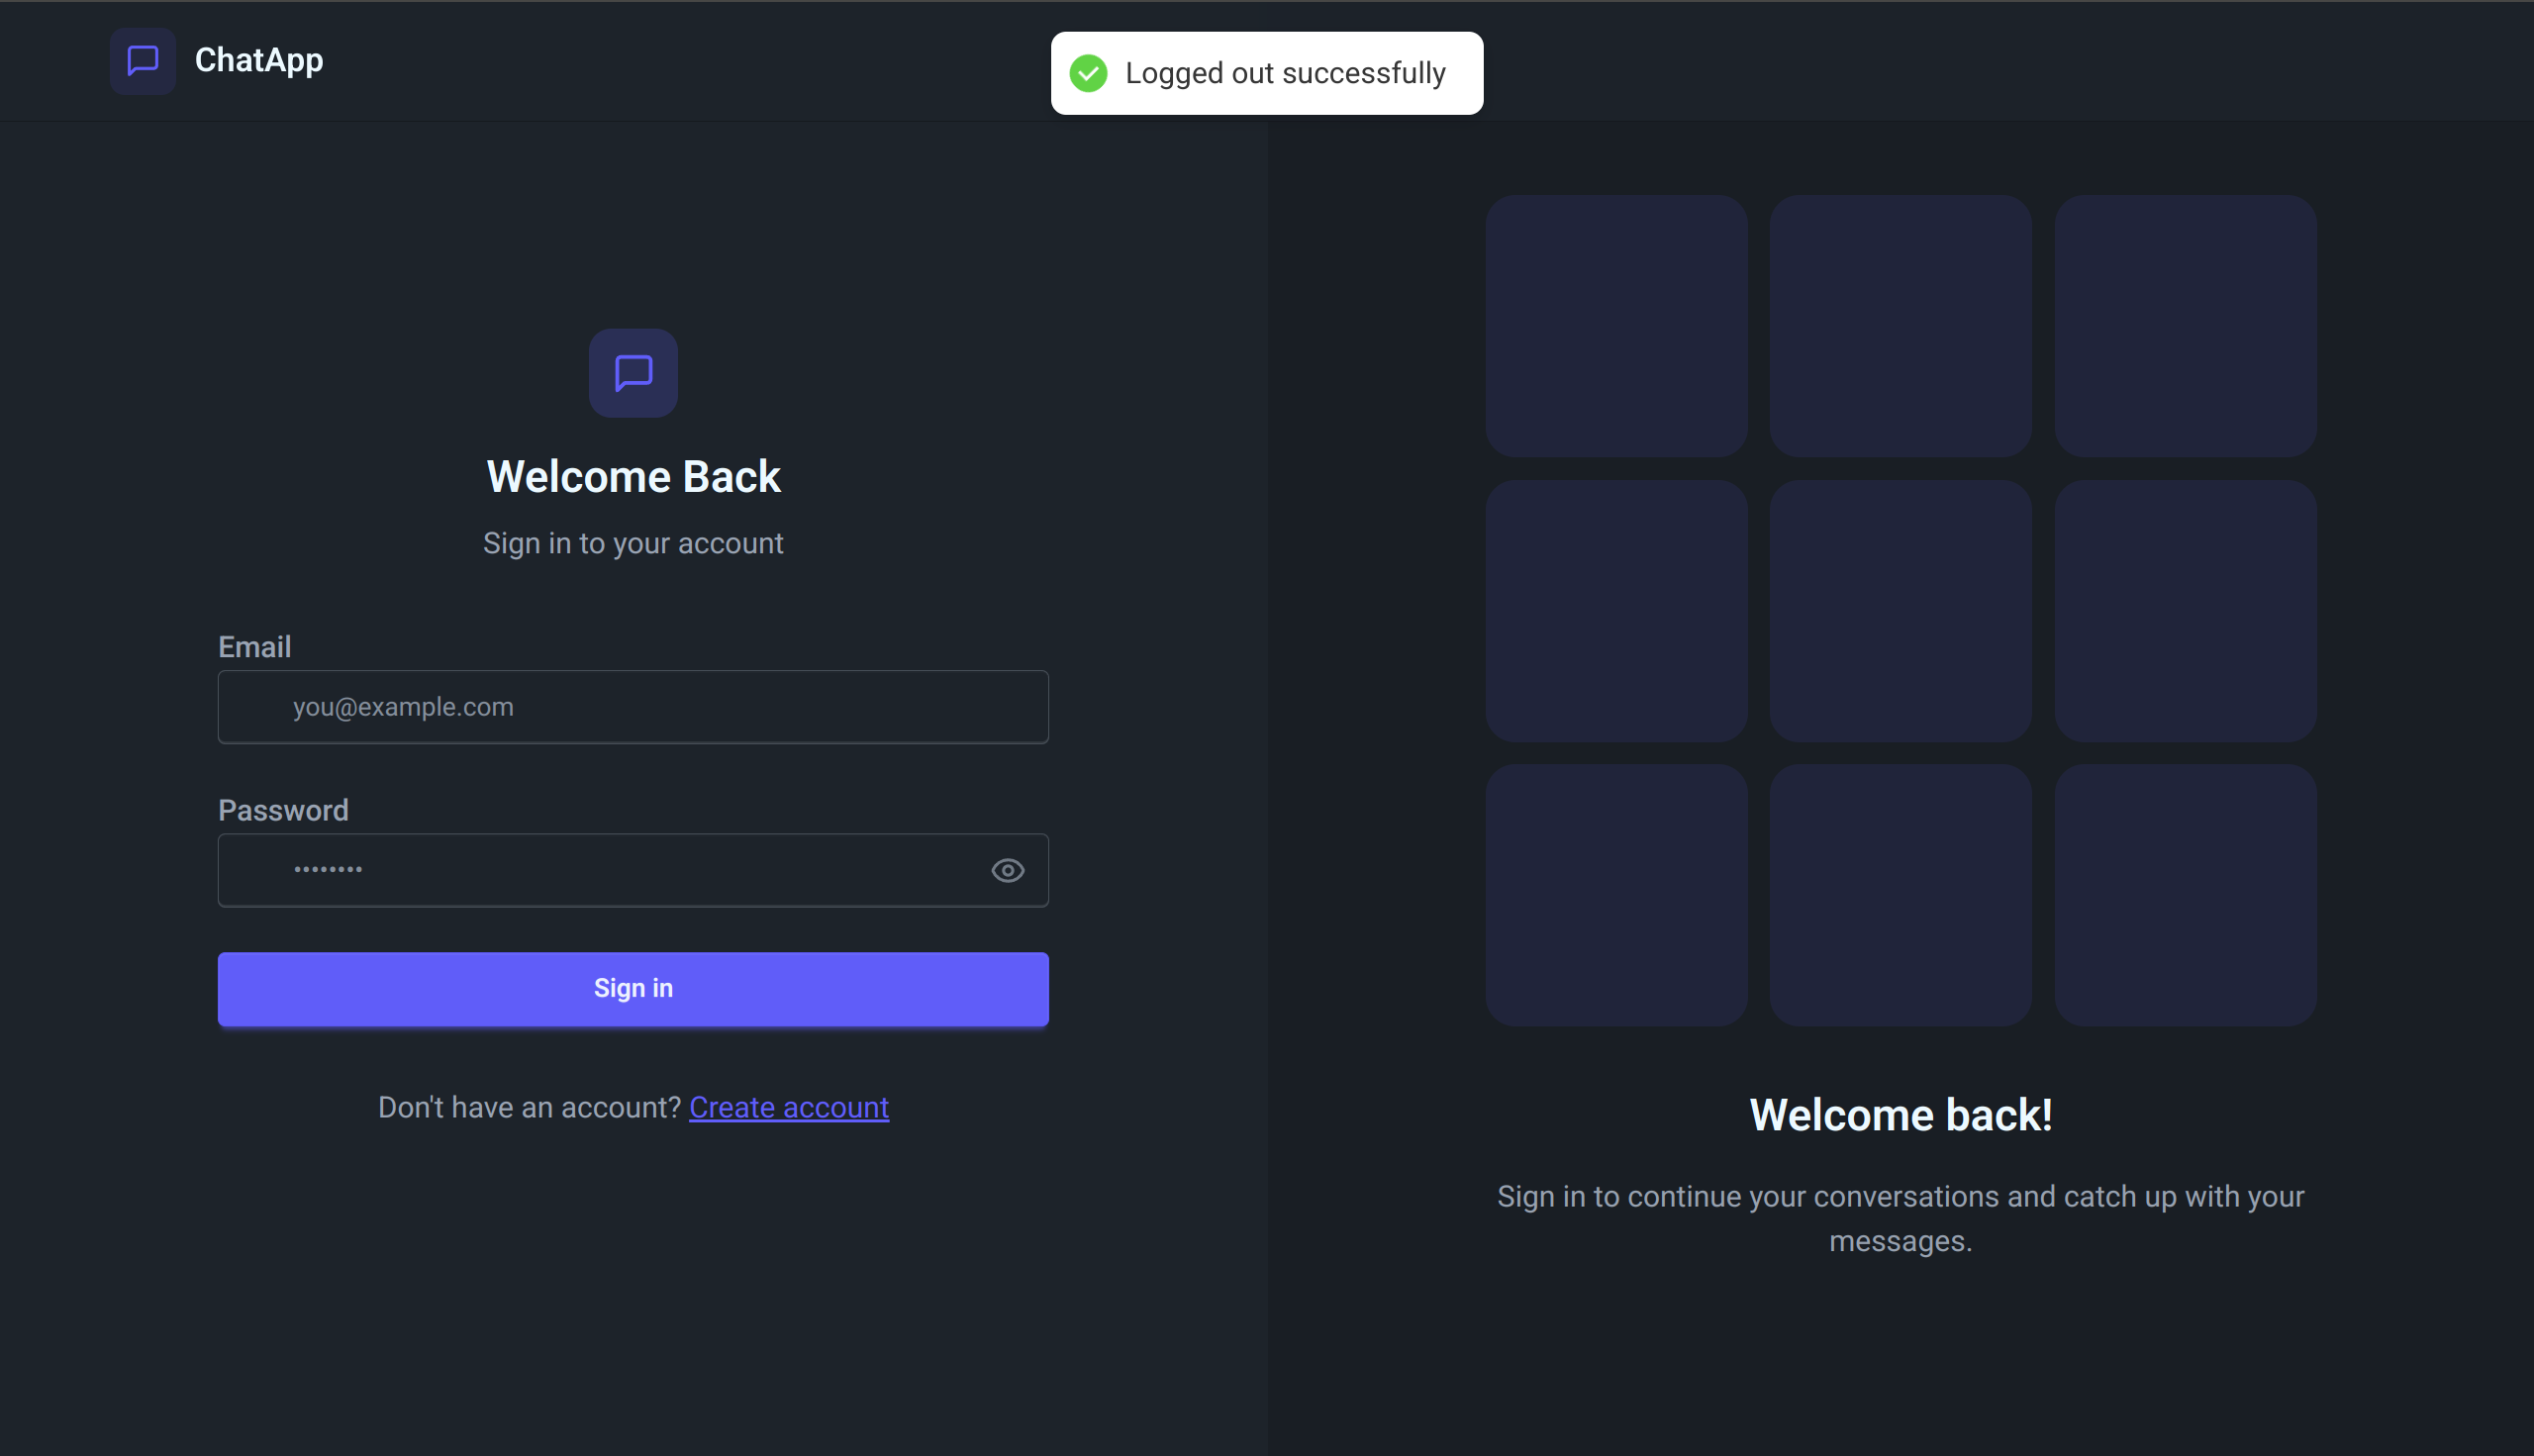 ChatApp
Logged out successfully
Welcome Back
Sign in to your account
Email
you@example.com
Password
••••••••
Sign in
Don't have an account? Create account
Welcome back!
Sign in to continue your conversations and catch up with your
messages.